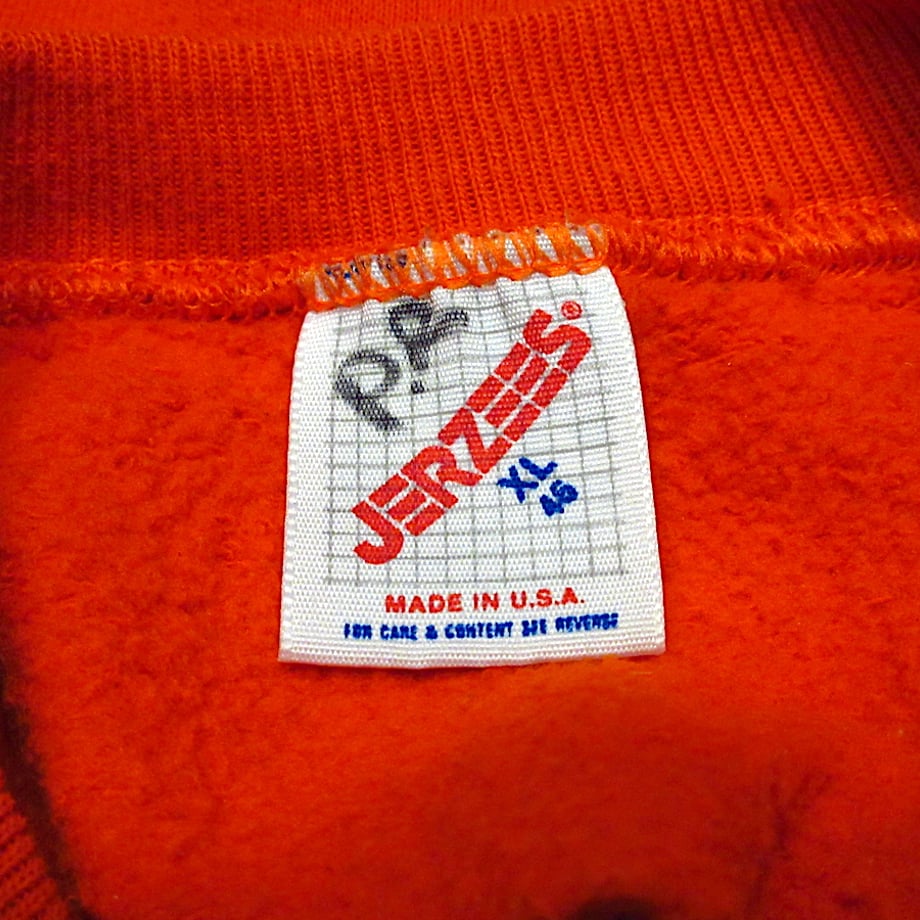 P.R
JERZEES®
XL
46
MADE IN U.S.A.
FOR CARE & CONTENT SEE REVERSE